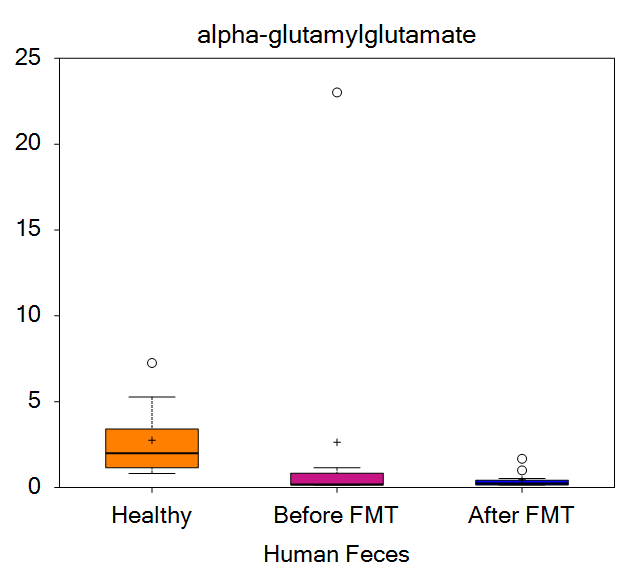 alpha-glutamylglutamate
25
20
15
10
5
0
Healthy
Before FMT
After FMT
Human Feces